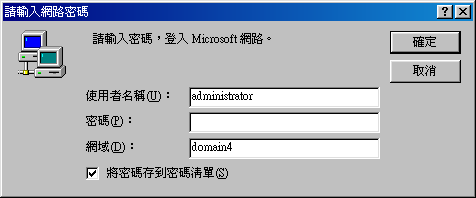 請輸入網路密碼
請輸入密碼，登入 Microsoft 網路。
確定
取消
使用者名稱(U)：
administrator
密碼(P)：
網域(D)：
domain4
將密碼存到密碼清單(S)